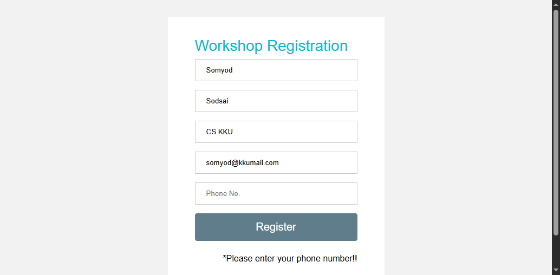 Workshop Registration
Somyod
Sodsai
CS KKU
somyod@kkumail.com
Phone No.
Register
*Please enter your phone number!!